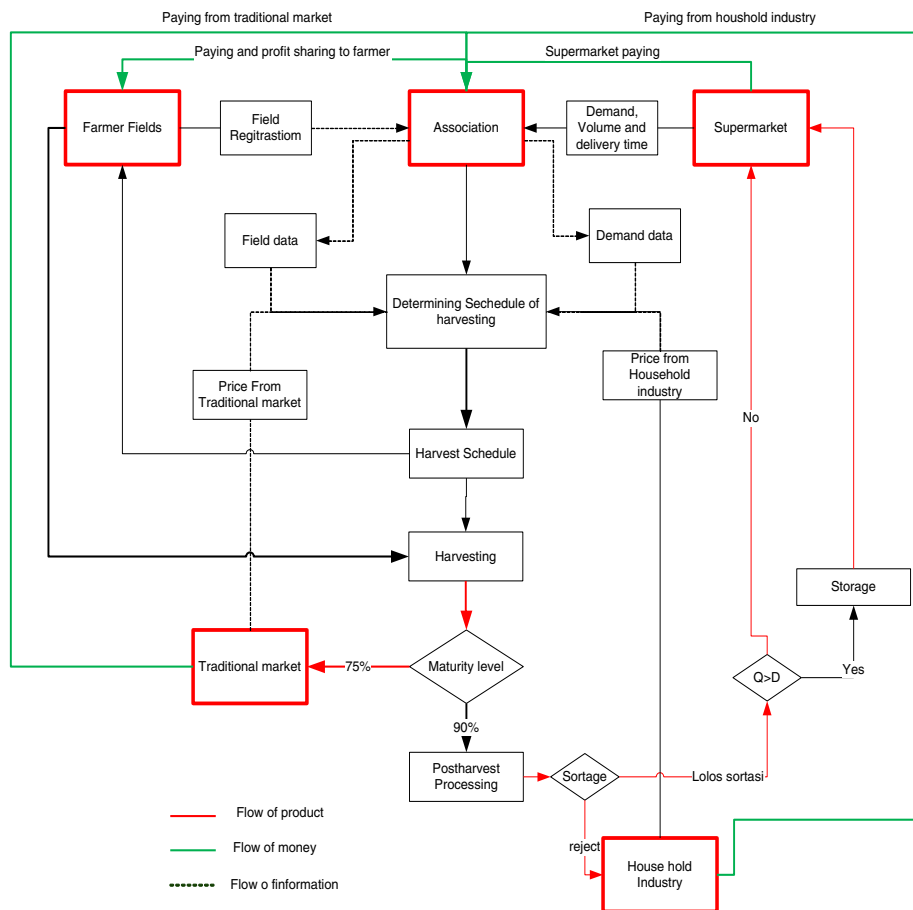 Paying from traditional market
Paying from houshold industry
Paying and profit sharing to farmer
Supermarket paying
Farmer Fields
Field
Regitrastiom
Association
Demand,
Volume and
delivery time
Supermarket
Field data
Demand data
Determining Sechedule of
harvesting
Price From
Traditional market
Price from
Household
industry
No
Harvest Schedule
Harvesting
Storage
Traditional market
75%
Maturity level
Q>D
Yes
90%
Postharvest
Processing
Sortage
Lolos sortasi
reject
House hold
Industry
Flow of product
Flow of money
Flow o finformation